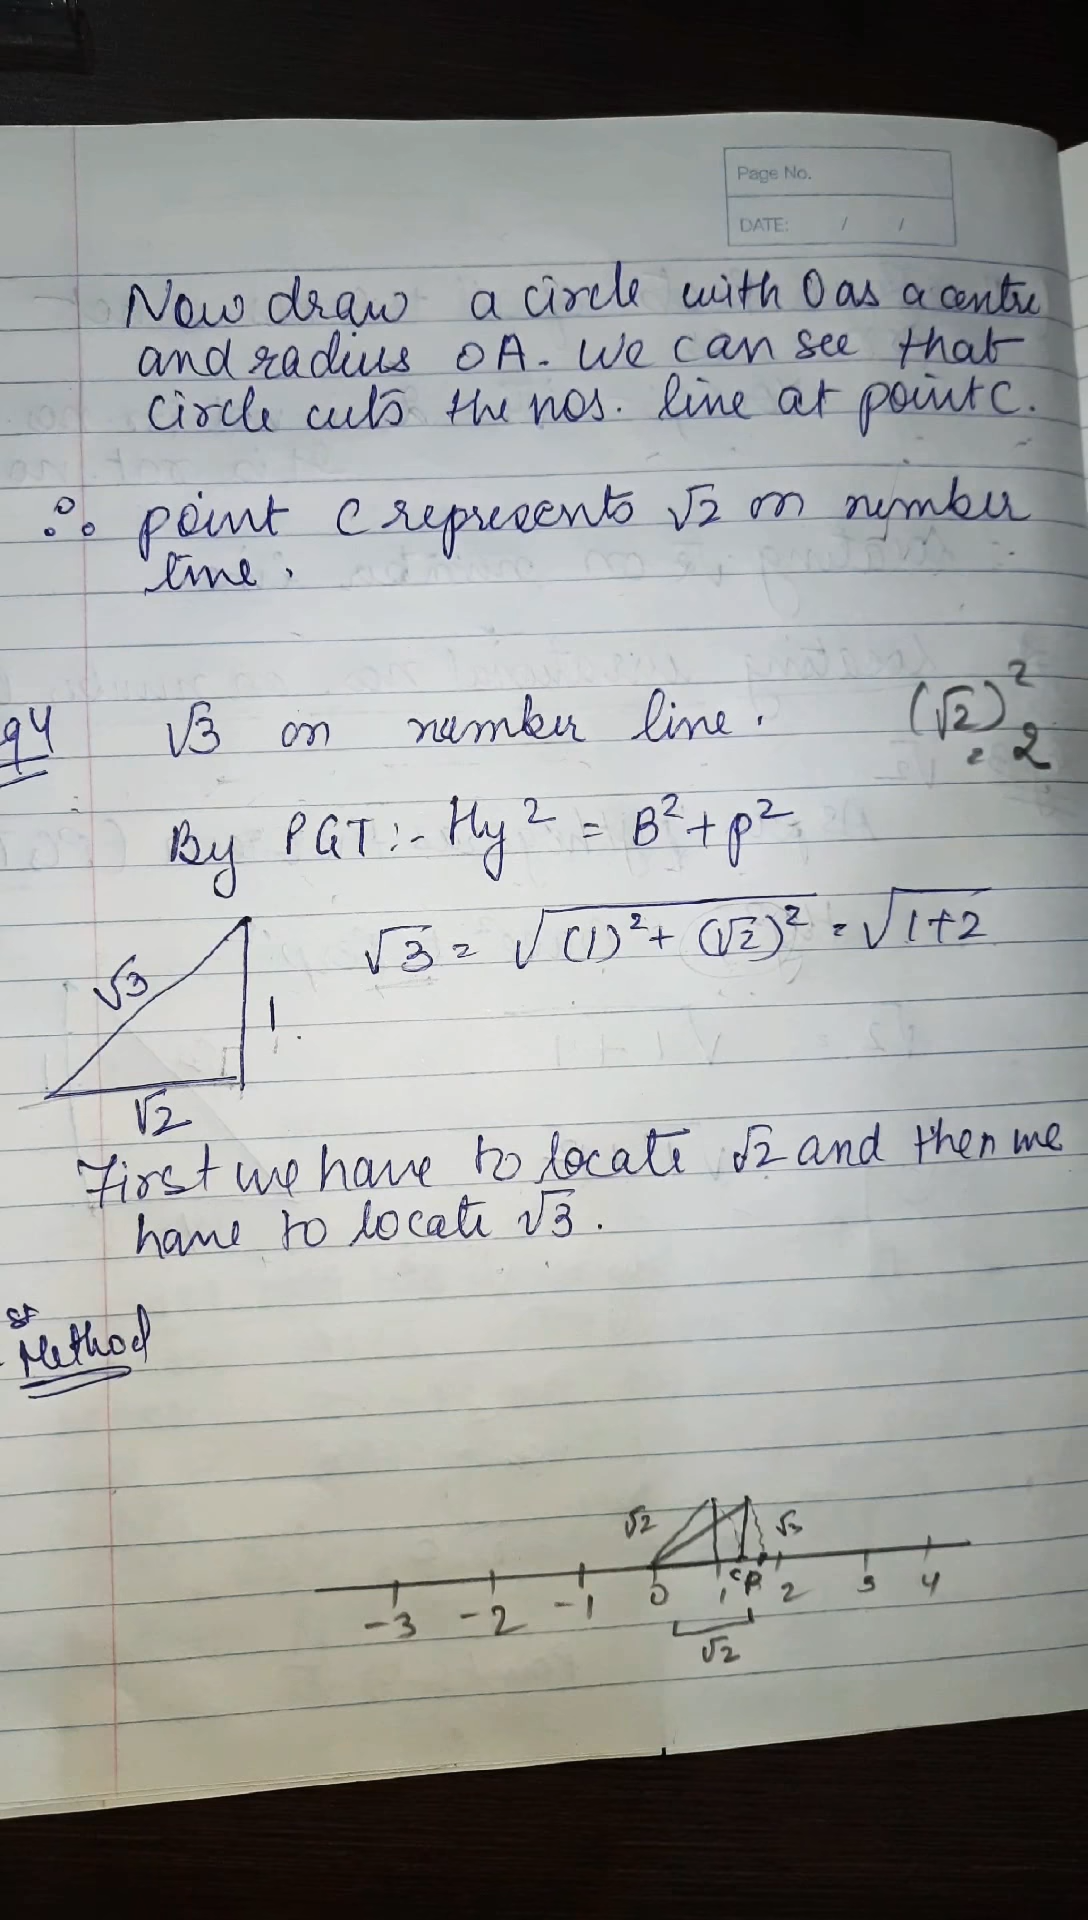 Page No.
DATE: / /
Now draw a circle with O as a centre
and radius OA. We can see that
circle cuts the nos. line at point C.
∴ point C represents √2 on number
line.
eg4 √3 on number line. (√2)²
= 2
By PGT:- Hy² = B² + p²
√3 = √(1)² + (√2)² = √1+2
√3
1
√2
First we have to locate √2 and then we
have to locate √3.
st
Method
√2 √3
-3 -2 -1 0 1 C 2 3 4
√2